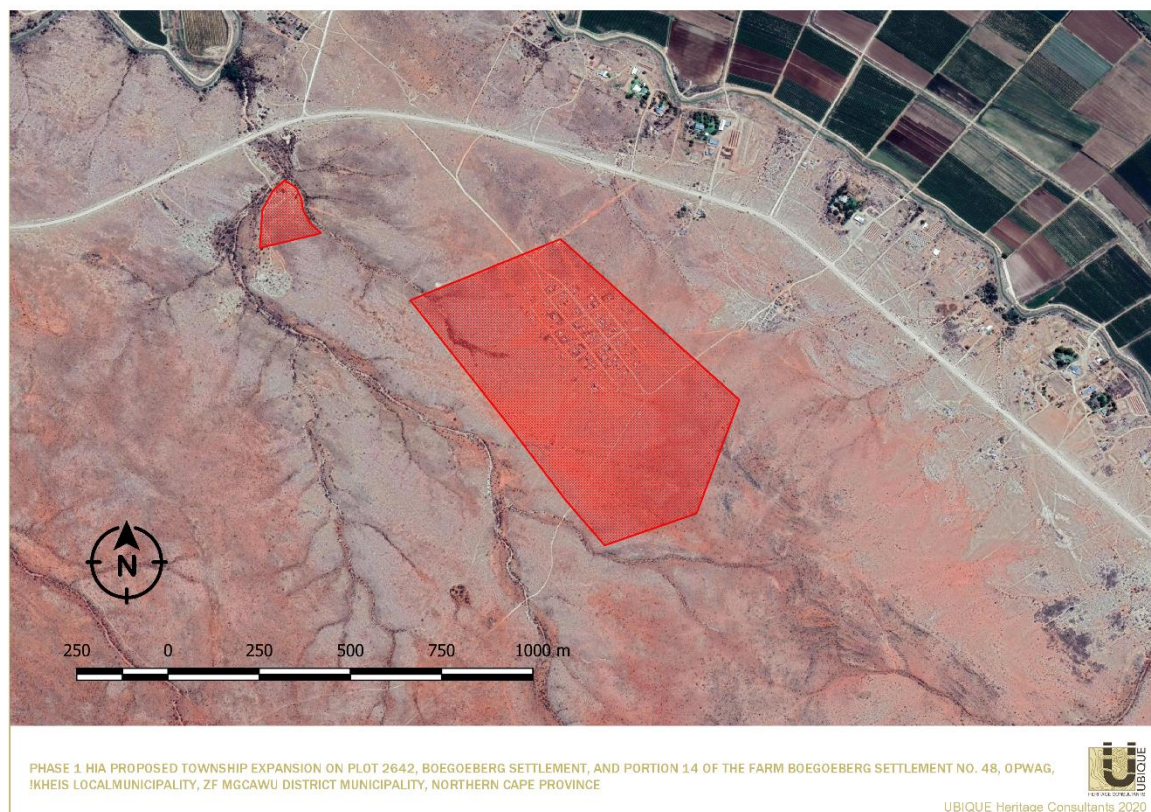 N
250 0 250 500 750 1000 m
PHASE 1 HIA PROPOSED TOWNSHIP EXPANSION ON PLOT 2642, BOEGOEBERG SETTLEMENT, AND PORTION 14 OF THE FARM BOEGOEBERG SETTLEMENT NO. 48, OPWAG,
!KHEIS LOCALMUNICIPALITY, ZF MGCAWU DISTRICT MUNICIPALITY, NORTHERN CAPE PROVINCE
U
UBIQUE
HERITAGE CONSULTANTS
UBIQUE Heritage Consultants 2020